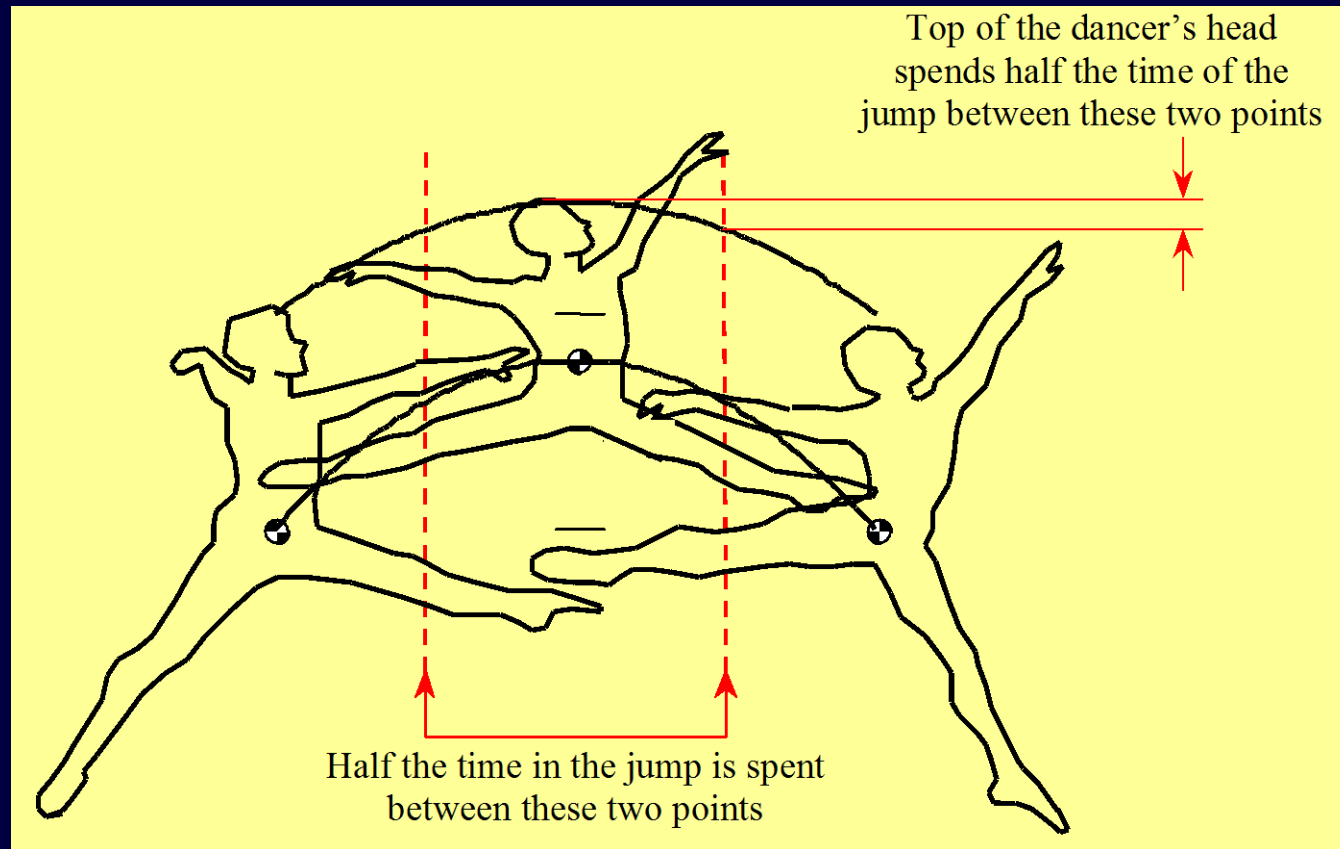 Top of the dancer’s head
spends half the time of the
jump between these two points
Half the time in the jump is spent
between these two points